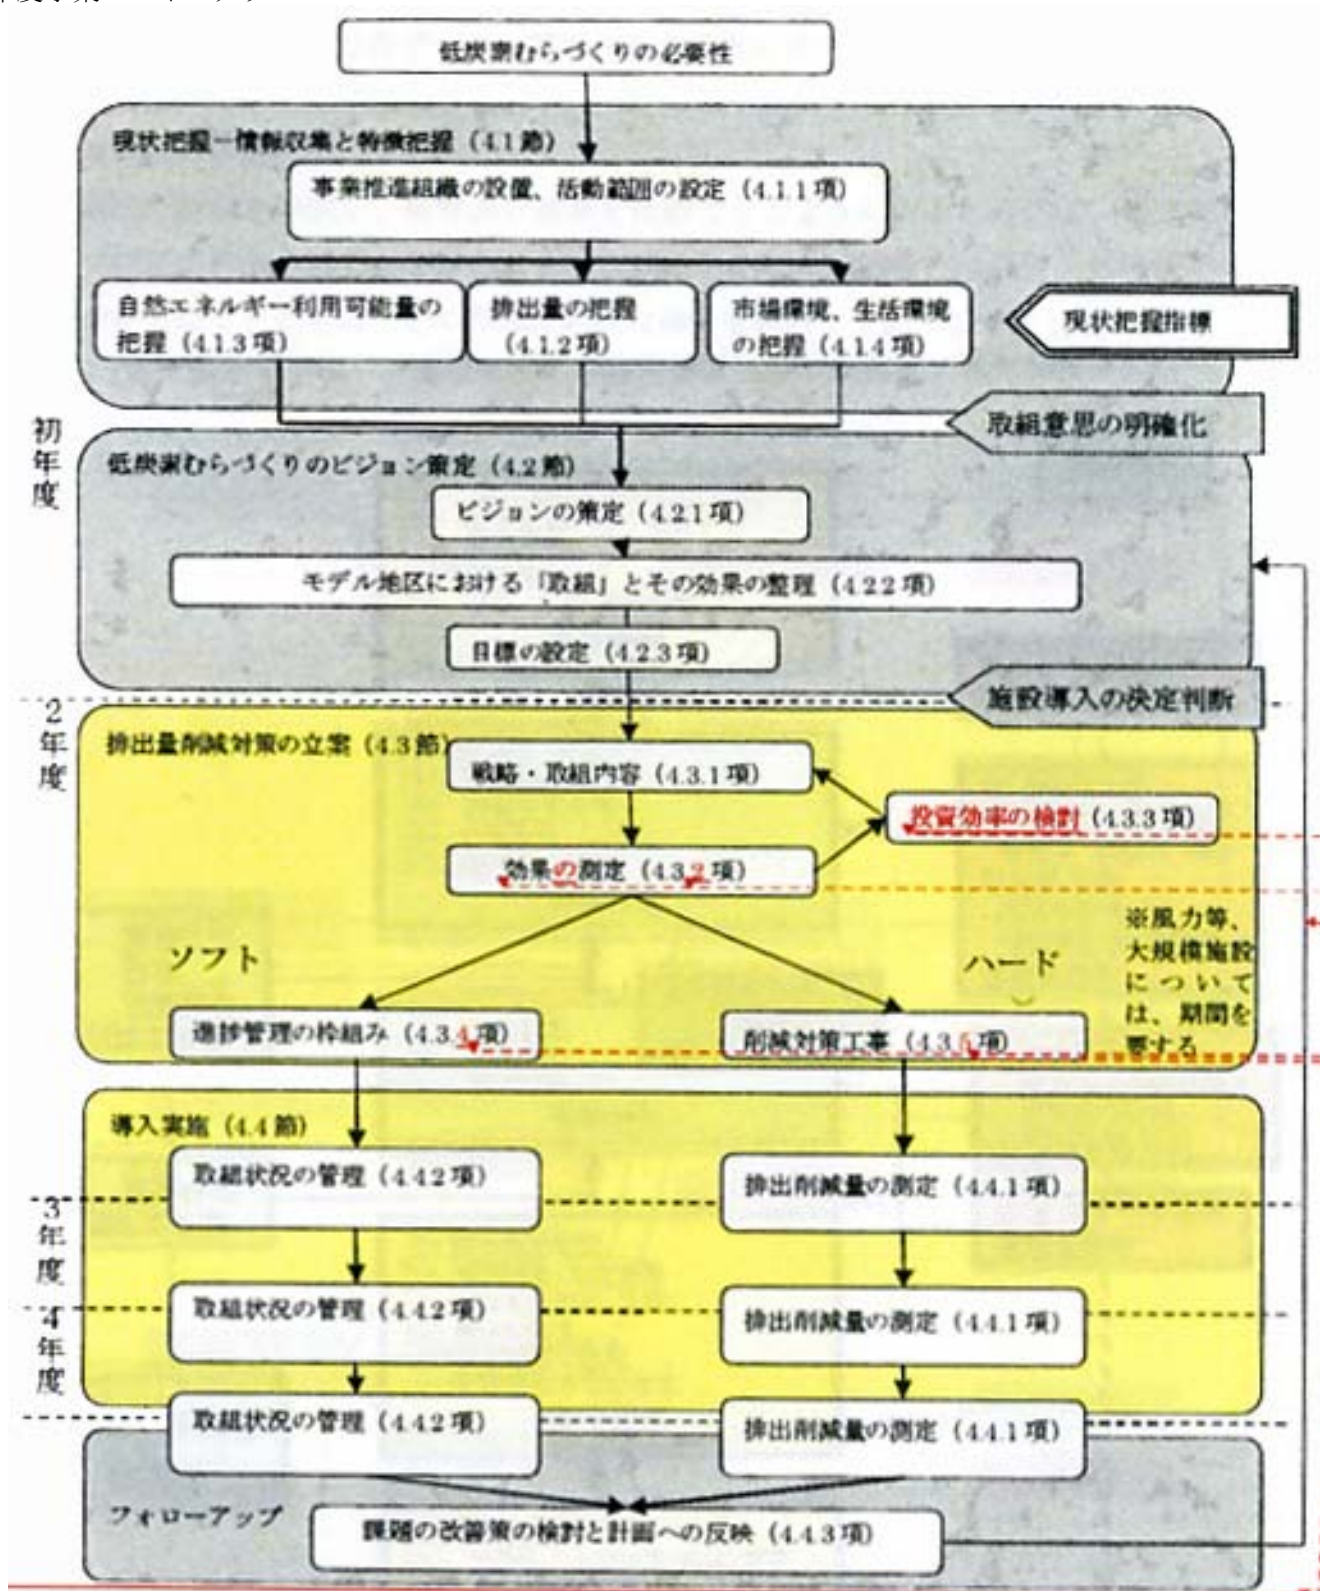 低炭素むらづくりの必要性
現状把握－情報収集と特徴把握（4.1節）
事業推進組織の設置、活動範囲の設定（4.1.1項）
自然エネルギー利用可能量の
把握（4.1.3項）
排出量の把握
（4.1.2項）
市場環境、生活環境
の把握（4.1.4項）
現状把握指標
取組意思の明確化
初年度
低炭素むらづくりのビジョン策定（4.2節）
ビジョンの策定（4.2.1項）
モデル地区における「取組」とその効果の整理（4.2.2項）
目標の設定（4.2.3項）
施設導入の決定判断
2年度
排出量削減対策の立案（4.3節）
戦略・取組内容（4.3.1項）
投資効率の検討（4.3.3項）
効果の測定（4.3.2項）
ソフト
ハード
※風力等、
大規模施設
について
は、期間を
要する
進捗管理の枠組み（4.3.4項）
削減対策工事（4.3.5項）
導入実施（4.4節）
取組状況の管理（4.4.2項）
排出削減量の測定（4.4.1項）
3年度
取組状況の管理（4.4.2項）
排出削減量の測定（4.4.1項）
4年度
取組状況の管理（4.4.2項）
排出削減量の測定（4.4.1項）
フォローアップ
課題の改善策の検討と計画への反映（4.4.3項）